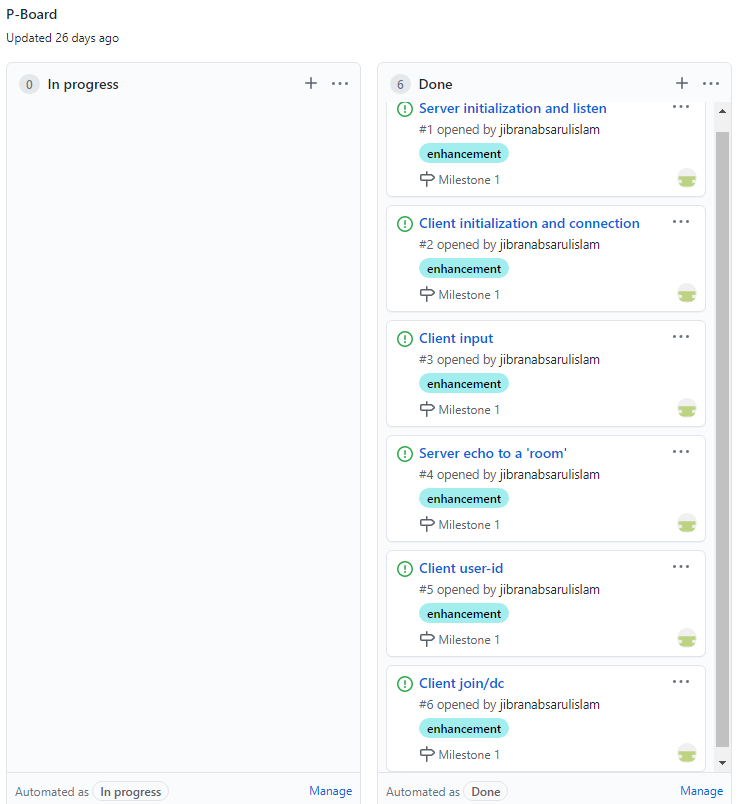 P-Board
Updated 26 days ago
0 In progress
6 Done
Server initialization and listen
#1 opened by jibranabsarulislam
enhancement
Milestone 1
Client initialization and connection
#2 opened by jibranabsarulislam
enhancement
Milestone 1
Client input
#3 opened by jibranabsarulislam
enhancement
Milestone 1
Server echo to a 'room'
#4 opened by jibranabsarulislam
enhancement
Milestone 1
Client user-id
#5 opened by jibranabsarulislam
enhancement
Milestone 1
Client join/dc
#6 opened by jibranabsarulislam
enhancement
Milestone 1
Automated as In progress Manage
Automated as Done Manage